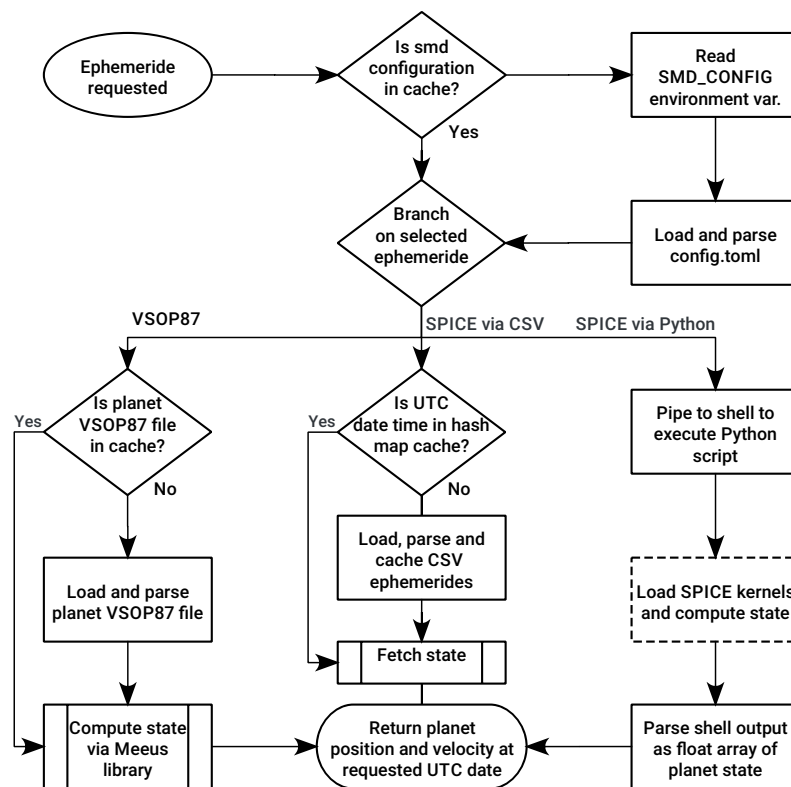 Ephemeride
requested
Is smd
configuration
in cache?
Read
SMD_CONFIG
environment var.
Yes
Branch
on selected
ephemeride
Load and parse
config.toml
VSOP87
SPICE via CSV
SPICE via Python
Yes
Is planet
VSOP87 file
in cache?
No
Yes
Is UTC
date time in hash
map cache?
No
Pipe to shell to
execute Python
script
Load and parse
planet VSOP87 file
Load, parse and
cache CSV
ephemerides
Load SPICE kernels
and compute state
Fetch state
Compute state
via Meeus
library
Return planet
position and velocity at
requested UTC date
Parse shell output
as float array of
planet state